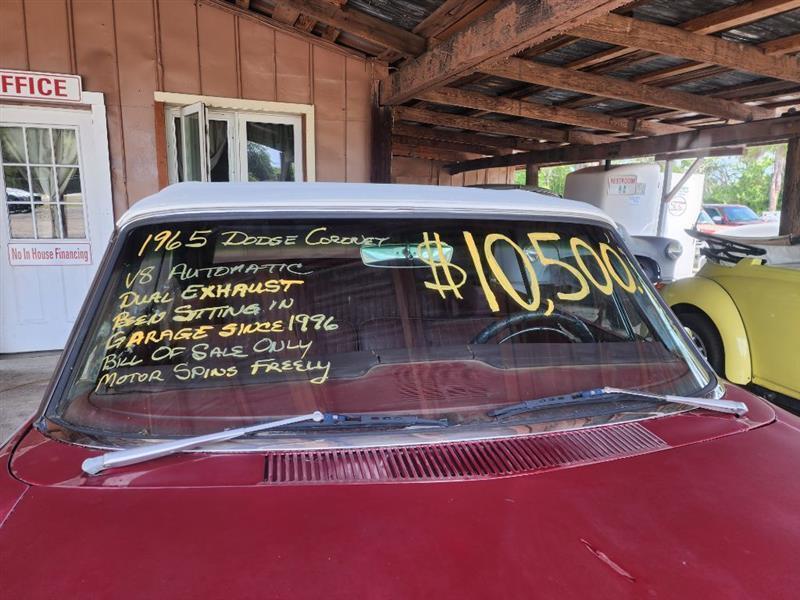 OFFICE
No In House Financing
RESTROOM
1965 DODGE CORONET
V8 AUTOMATIC
DUAL EXHAUST
BEEN SITTING IN
GARAGE SINCE 1996
BILL OF SALE ONLY
MOTOR SPINS FREELY
$10,500.